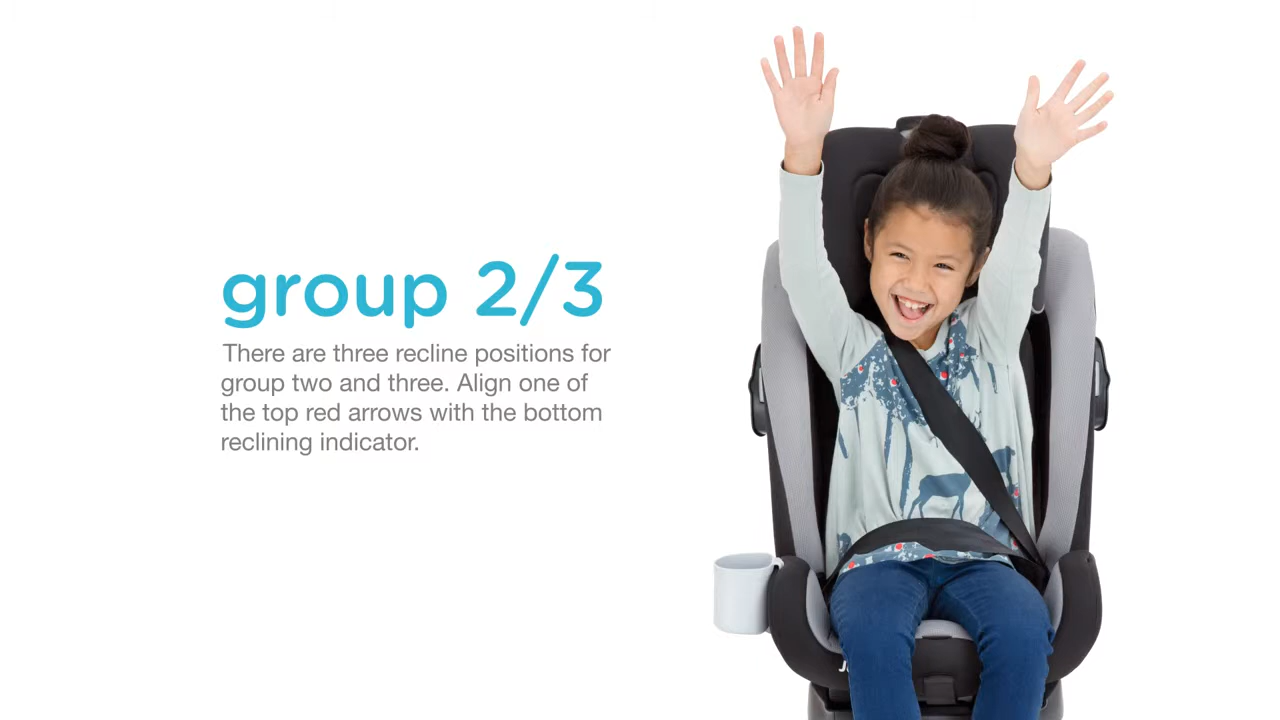 group 2/3
There are three recline positions for
group two and three. Align one of
the top red arrows with the bottom
reclining indicator.